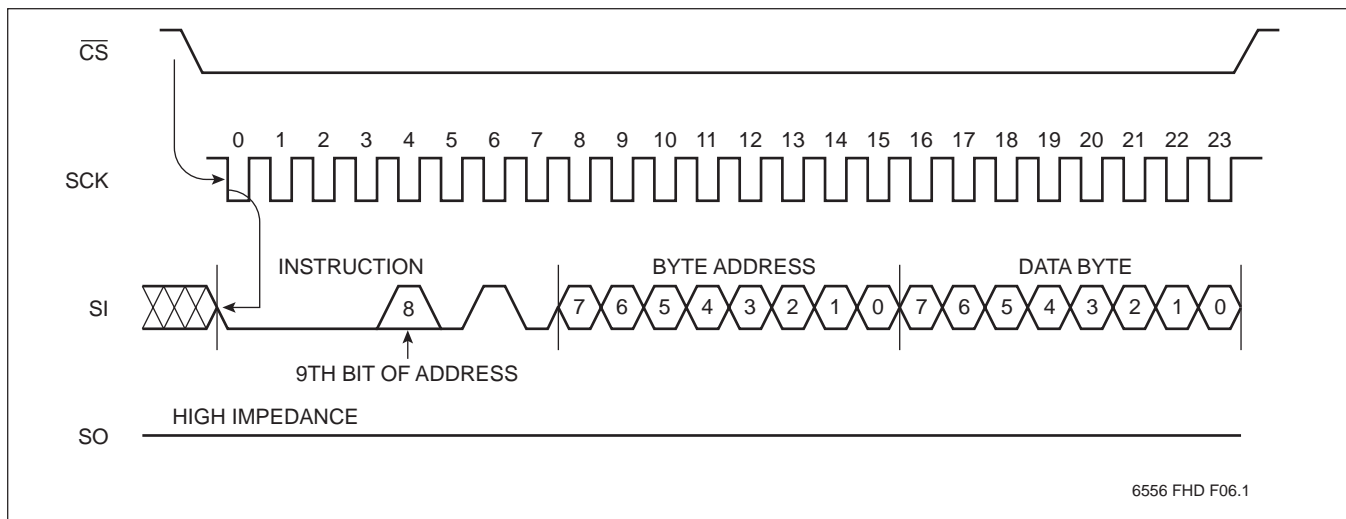 CS
0 1 2 3 4 5 6 7 8 9 10 11 12 13 14 15 16 17 18 19 20 21 22 23
SCK
INSTRUCTION BYTE ADDRESS DATA BYTE
SI 8 7 6 5 4 3 2 1 0 7 6 5 4 3 2 1 0
9TH BIT OF ADDRESS
HIGH IMPEDANCE
SO
6556 FHD F06.1